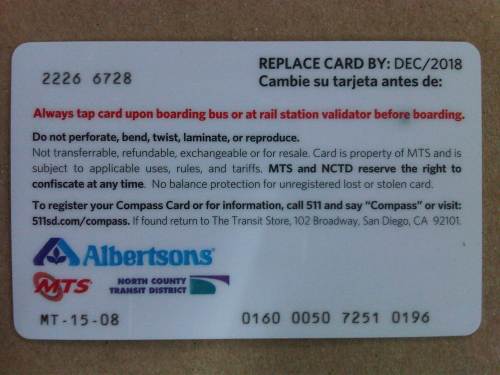 REPLACE CARD BY: DEC/2018
2226 6728
Cambie su tarjeta antes de:
Always tap card upon boarding bus or at rail station validator before boarding.
Do not perforate, bend, twist, laminate, or reproduce.
Not transferrable, refundable, exchangeable or for resale. Card is property of MTS and is
subject to applicable uses, rules, and tariffs. MTS and NCTD reserve the right to
confiscate at any time. No balance protection for unregistered lost or stolen card.
To register your Compass Card or for information, call 511 and say “Compass” or visit:
511sd.com/compass. If found return to The Transit Store, 102 Broadway, San Diego, CA 92101.
Albertsons
MTS NORTH COUNTY
TRANSIT DISTRICT
MT-15-08 0160 0050 7251 0196